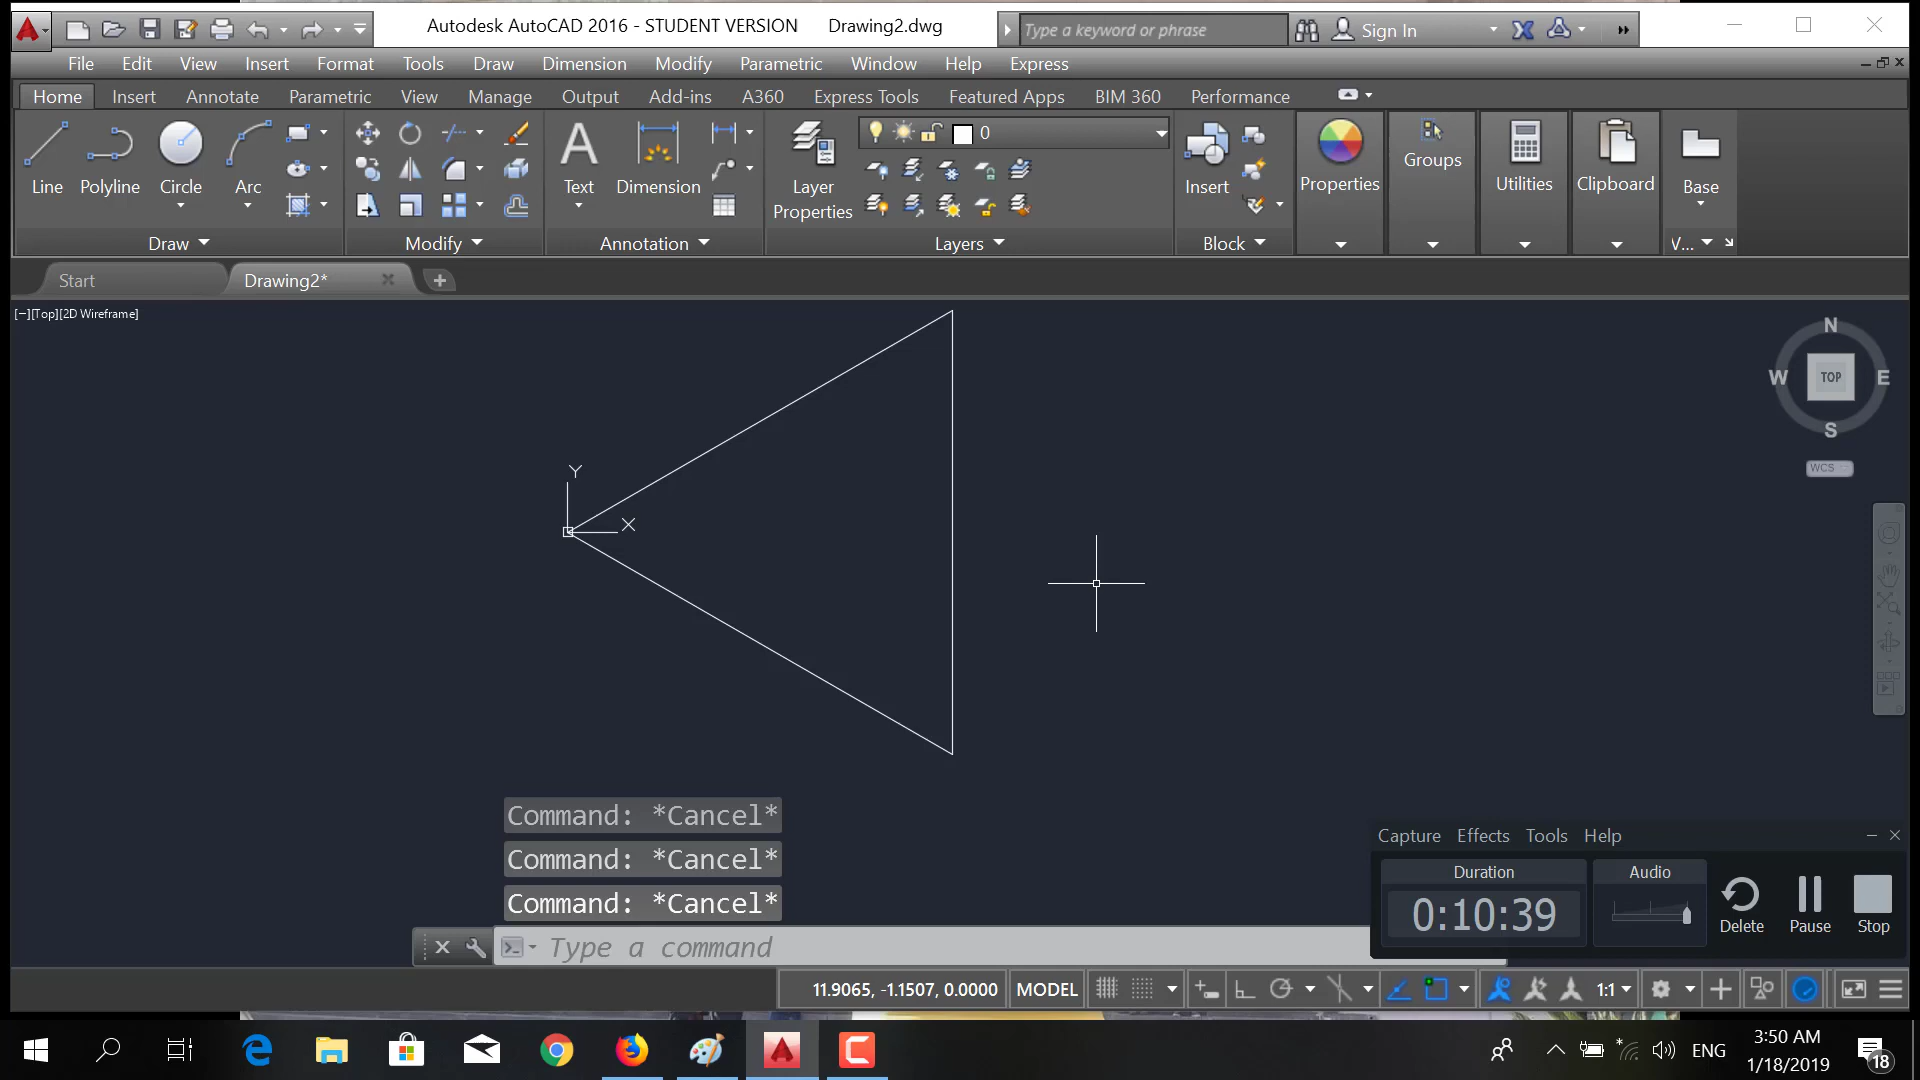 Autodesk AutoCAD 2016 - STUDENT VERSION Drawing2.dwg
Type a keyword or phrase
Sign In
File Edit View Insert Format Tools Draw Dimension Modify Parametric Window Help Express
Home Insert Annotate Parametric View Manage Output Add-ins A360 Express Tools Featured Apps BIM 360 Performance
Line Polyline Circle Arc
A
Text Dimension
Layer
Properties
0
Insert
Properties
Groups
Utilities
Clipboard
Base
Draw Modify Annotation Layers Block V...
Start Drawing2*
[−][Top][2D Wireframe]
N
W TOP E
S
WCS
Y
X
Command: *Cancel*
Command: *Cancel*
Command: *Cancel*
Type a command
Capture Effects Tools Help
Duration Audio
0:10:39
Delete Pause Stop
11.9065, -1.1507, 0.0000 MODEL 1:1
ENG
3:50 AM
1/18/2019
18